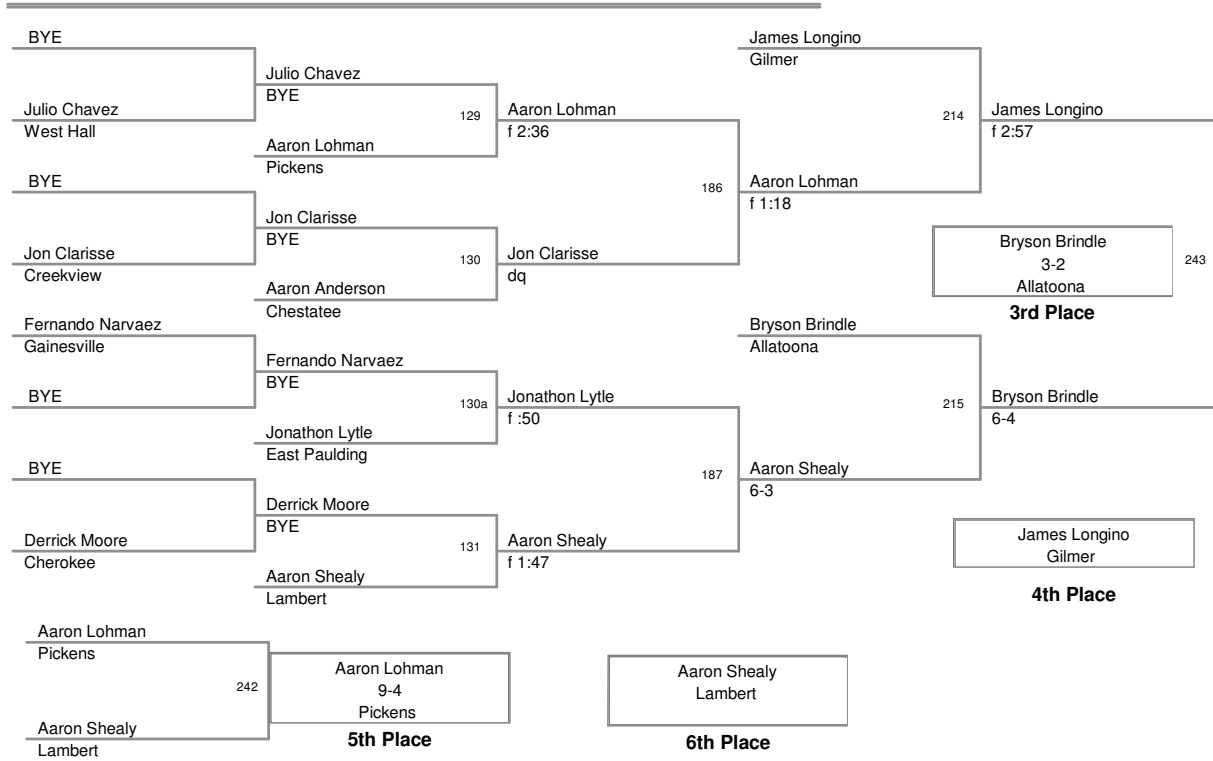 BYE
James Longino
Gilmer
Julio Chavez
BYE
Julio Chavez
West Hall
129
Aaron Lohman
f 2:36
214
James Longino
f 2:57
Aaron Lohman
Pickens
BYE
186
Aaron Lohman
f 1:18
Jon Clarisse
BYE
Jon Clarisse
Creekview
130
Jon Clarisse
dq
Bryson Brindle
3-2
Allatoona
243
3rd Place
Aaron Anderson
Chestatee
Fernando Narvaez
Gainesville
Bryson Brindle
Allatoona
Fernando Narvaez
BYE
BYE
130a
Jonathon Lytle
f :50
215
Bryson Brindle
6-4
Jonathon Lytle
East Paulding
BYE
187
Aaron Shealy
6-3
Derrick Moore
BYE
Derrick Moore
Cherokee
131
Aaron Shealy
f 1:47
James Longino
Gilmer
4th Place
Aaron Shealy
Lambert
Aaron Lohman
Pickens
242
Aaron Lohman
9-4
Pickens
5th Place
Aaron Shealy
Lambert
6th Place
Aaron Shealy
Lambert